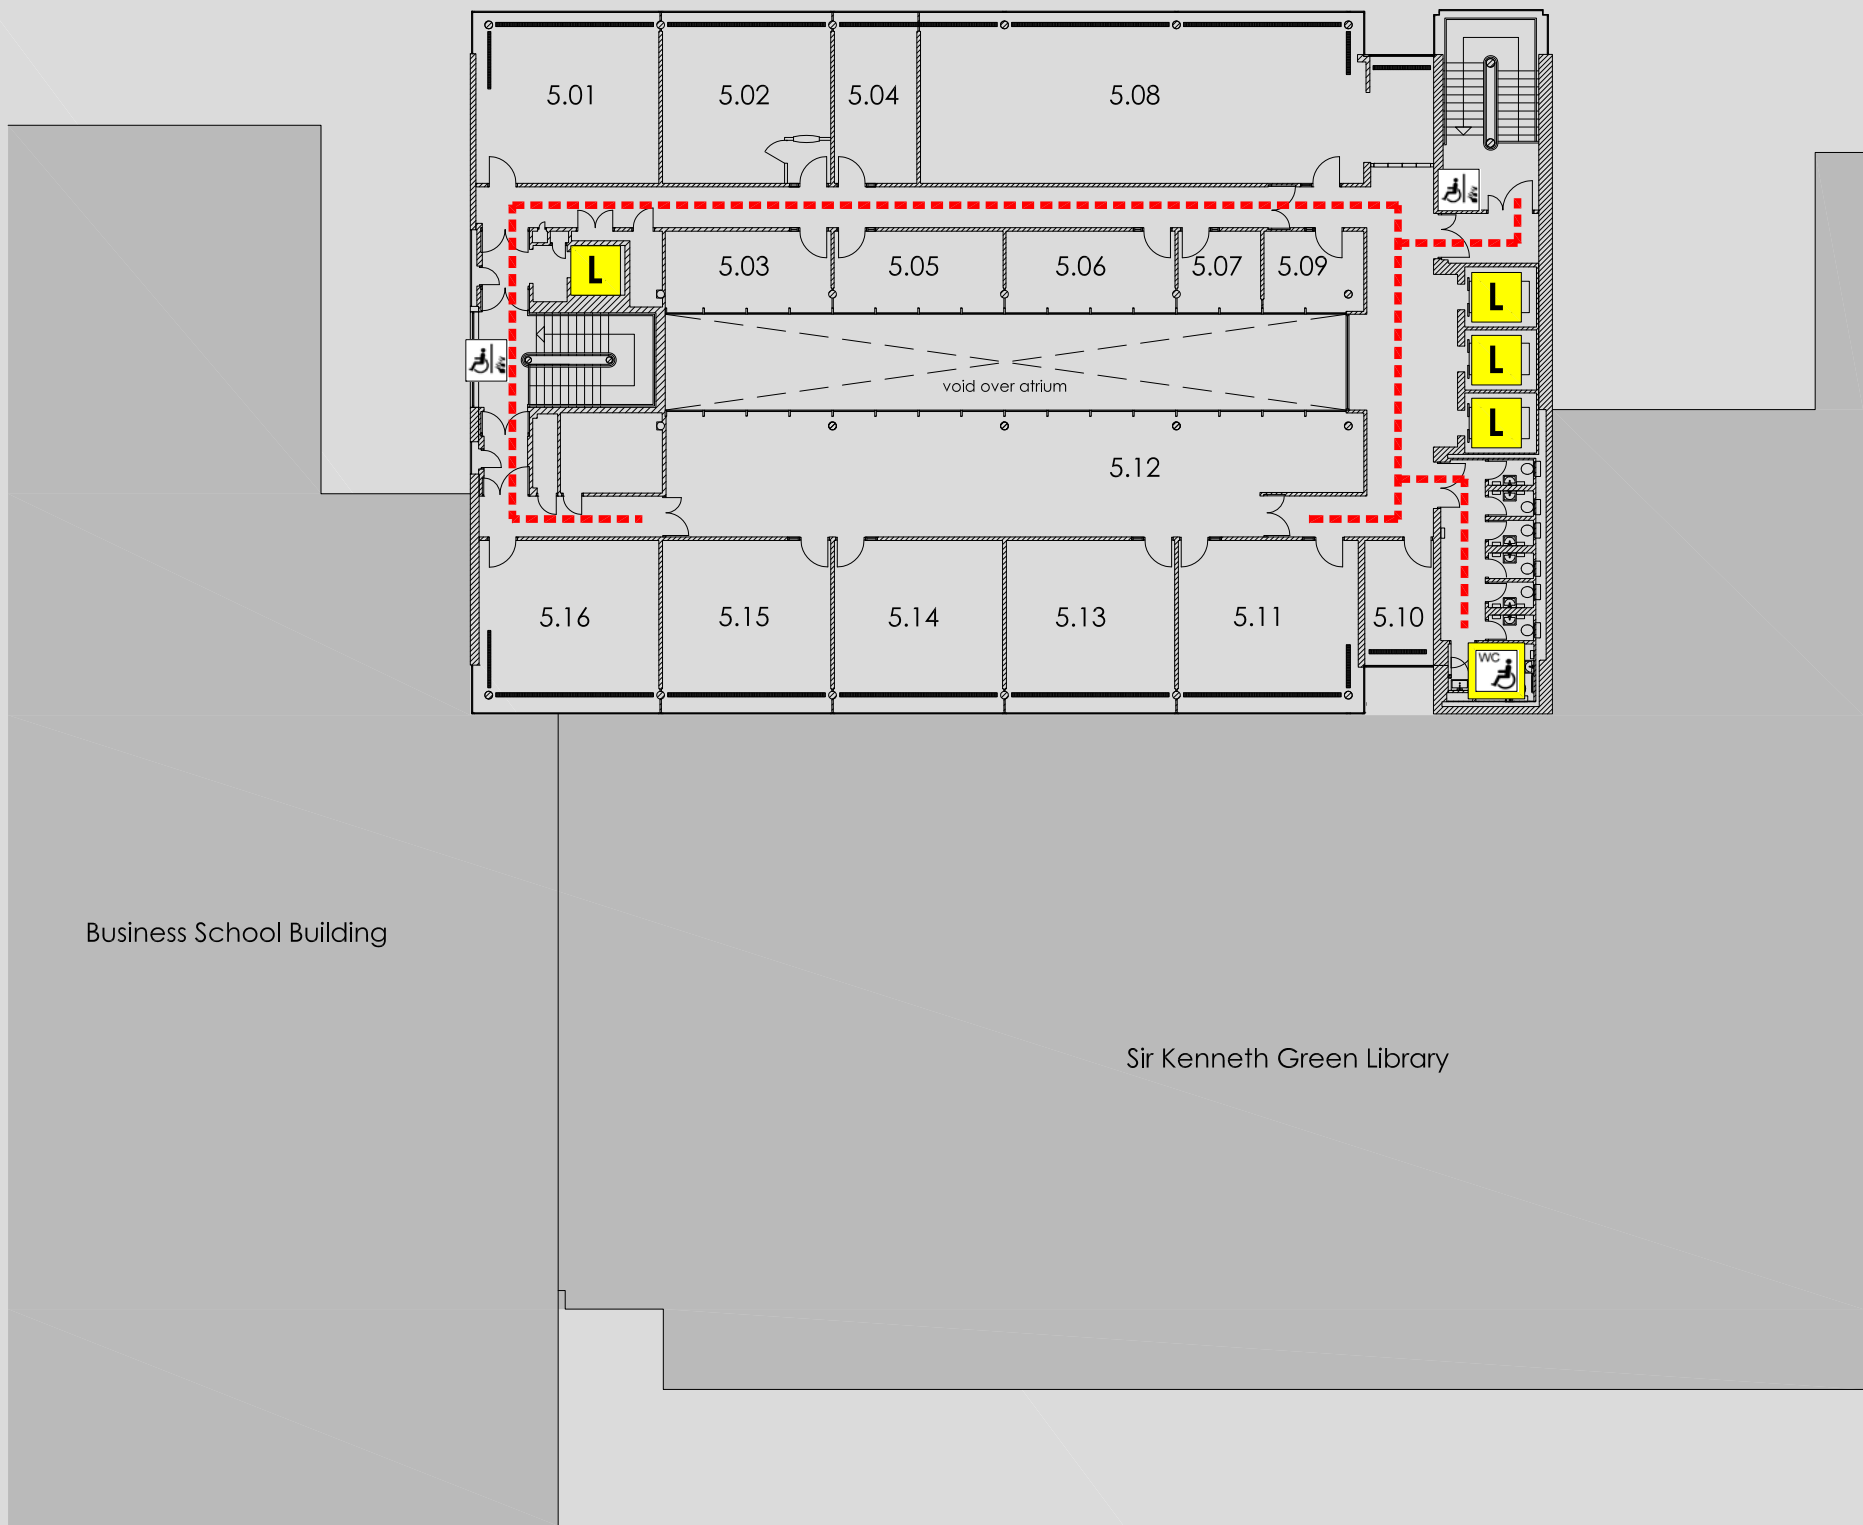 5.01
5.02
5.04
5.08
L
5.03
5.05
5.06
5.07
5.09
L
L
L
void over atrium
5.12
5.16
5.15
5.14
5.13
5.11
5.10
WC
Business School Building
Sir Kenneth Green Library